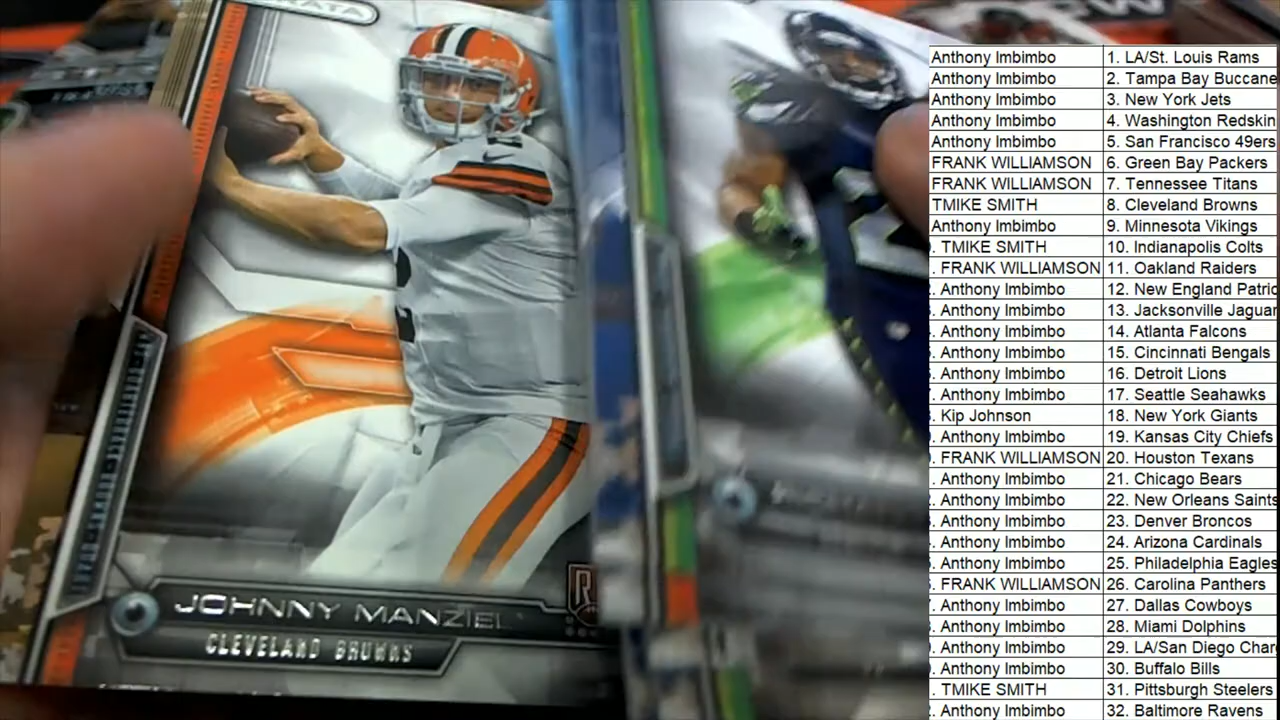 RATA
JOHNNY MANZIEL
CLEVELAND BROWNS
R
Anthony Imbimbo 1. LA/St. Louis Rams
Anthony Imbimbo 2. Tampa Bay Buccane
Anthony Imbimbo 3. New York Jets
Anthony Imbimbo 4. Washington Redskin
Anthony Imbimbo 5. San Francisco 49ers
FRANK WILLIAMSON 6. Green Bay Packers
FRANK WILLIAMSON 7. Tennessee Titans
TMIKE SMITH 8. Cleveland Browns
Anthony Imbimbo 9. Minnesota Vikings
. TMIKE SMITH 10. Indianapolis Colts
. FRANK WILLIAMSON 11. Oakland Raiders
. Anthony Imbimbo 12. New England Patrio
. Anthony Imbimbo 13. Jacksonville Jaguar
. Anthony Imbimbo 14. Atlanta Falcons
. Anthony Imbimbo 15. Cincinnati Bengals
. Anthony Imbimbo 16. Detroit Lions
. Anthony Imbimbo 17. Seattle Seahawks
. Kip Johnson 18. New York Giants
. Anthony Imbimbo 19. Kansas City Chiefs
. FRANK WILLIAMSON 20. Houston Texans
. Anthony Imbimbo 21. Chicago Bears
. Anthony Imbimbo 22. New Orleans Saints
. Anthony Imbimbo 23. Denver Broncos
. Anthony Imbimbo 24. Arizona Cardinals
. Anthony Imbimbo 25. Philadelphia Eagles
. FRANK WILLIAMSON 26. Carolina Panthers
. Anthony Imbimbo 27. Dallas Cowboys
. Anthony Imbimbo 28. Miami Dolphins
. Anthony Imbimbo 29. LA/San Diego Char
. Anthony Imbimbo 30. Buffalo Bills
. TMIKE SMITH 31. Pittsburgh Steelers
. Anthony Imbimbo 32. Baltimore Ravens